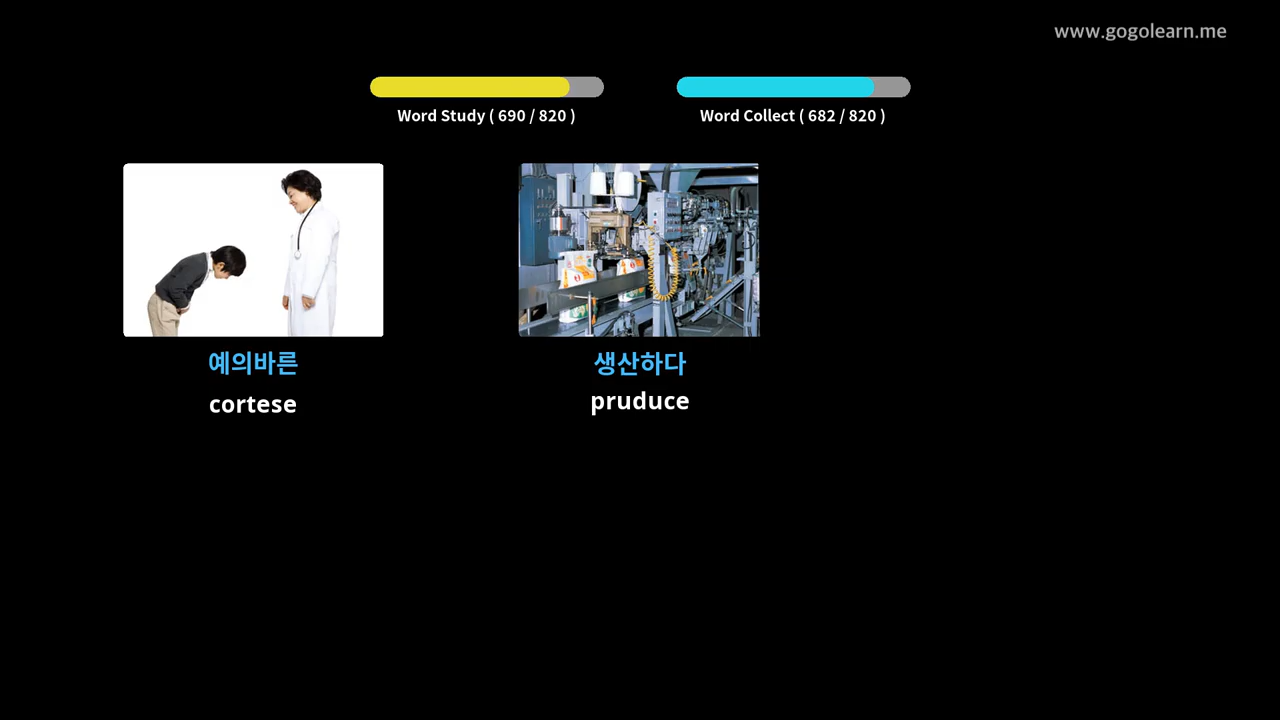 www.gogolearn.me
Word Study ( 690 / 820 )
Word Collect ( 682 / 820 )
예의바른
cortese
생산하다
pruduce